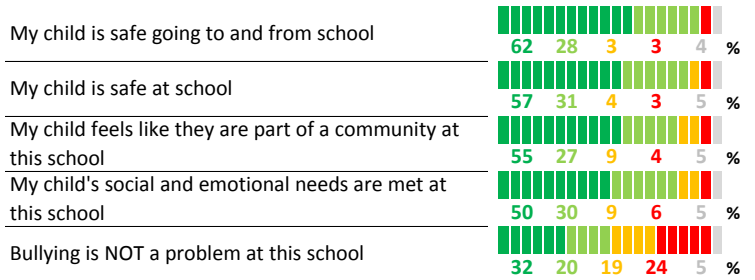 My child is safe going to and from school
62 28 3 3 4 %
My child is safe at school
57 31 4 3 5 %
My child feels like they are part of a community at
this school
55 27 9 4 5 %
My child's social and emotional needs are met at
this school
50 30 9 6 5 %
Bullying is NOT a problem at this school
32 20 19 24 5 %